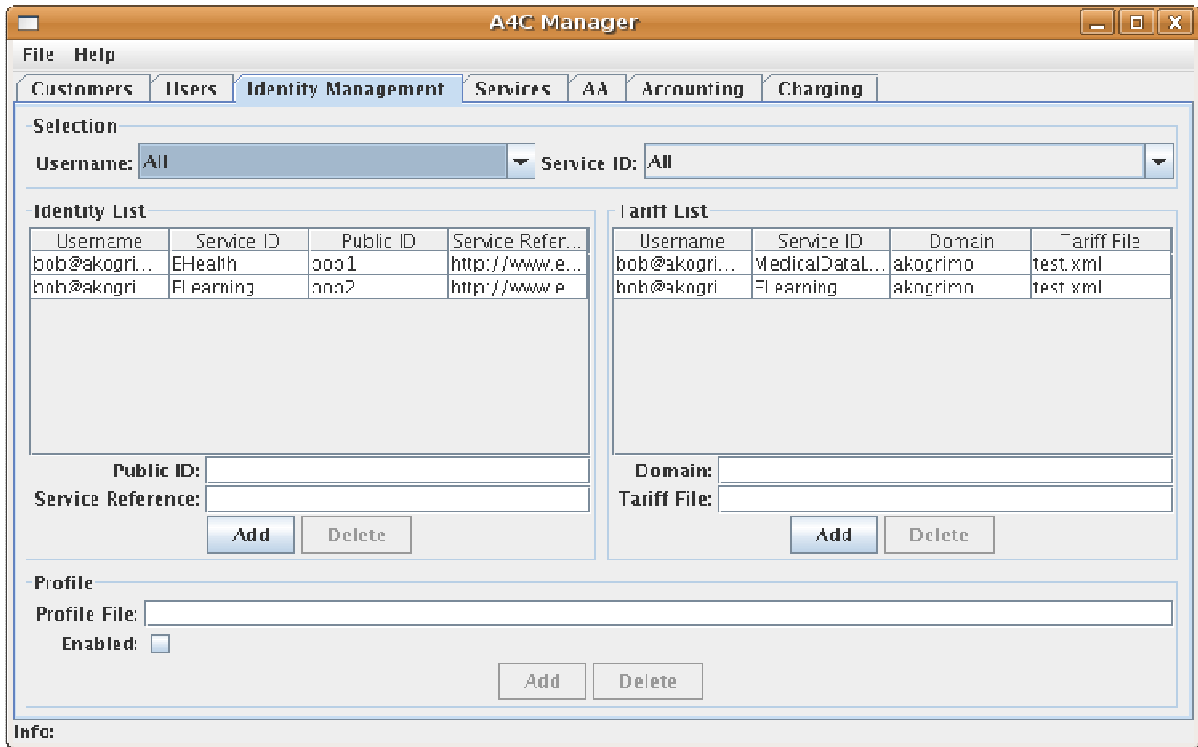 A4C Manager
File Help
Customers Users Identity Management Services AA Accounting Charging
Selection
Username: All Service ID: All
Identity List
Username Service ID Public ID Service Refer...
bob@akogri... EHealth bob1 http://www.e...
bob@akogri... ELearning bob2 http://www.e...
Public ID:
Service Reference:
Add Delete
Tariff List
Username Service ID Domain Tariff File
bob@akogri... MedicalDataL... akogrimo test.xml
bob@akogri... ELearning akogrimo test.xml
Domain:
Tariff File:
Add Delete
Profile
Profile File:
Enabled:
Add Delete
Info: